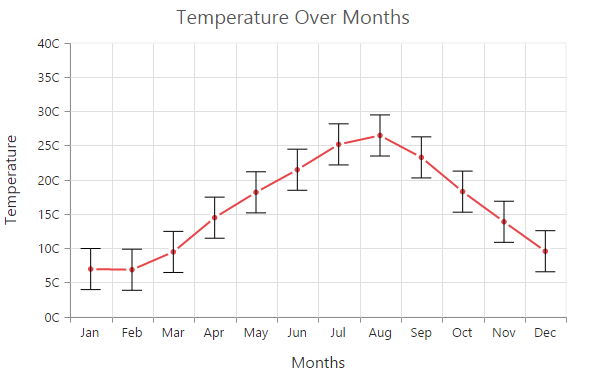 Temperature Over Months
Temperature
40C
35C
30C
25C
20C
15C
10C
5C
0C
Jan Feb Mar Apr May Jun Jul Aug Sep Oct Nov Dec
Months